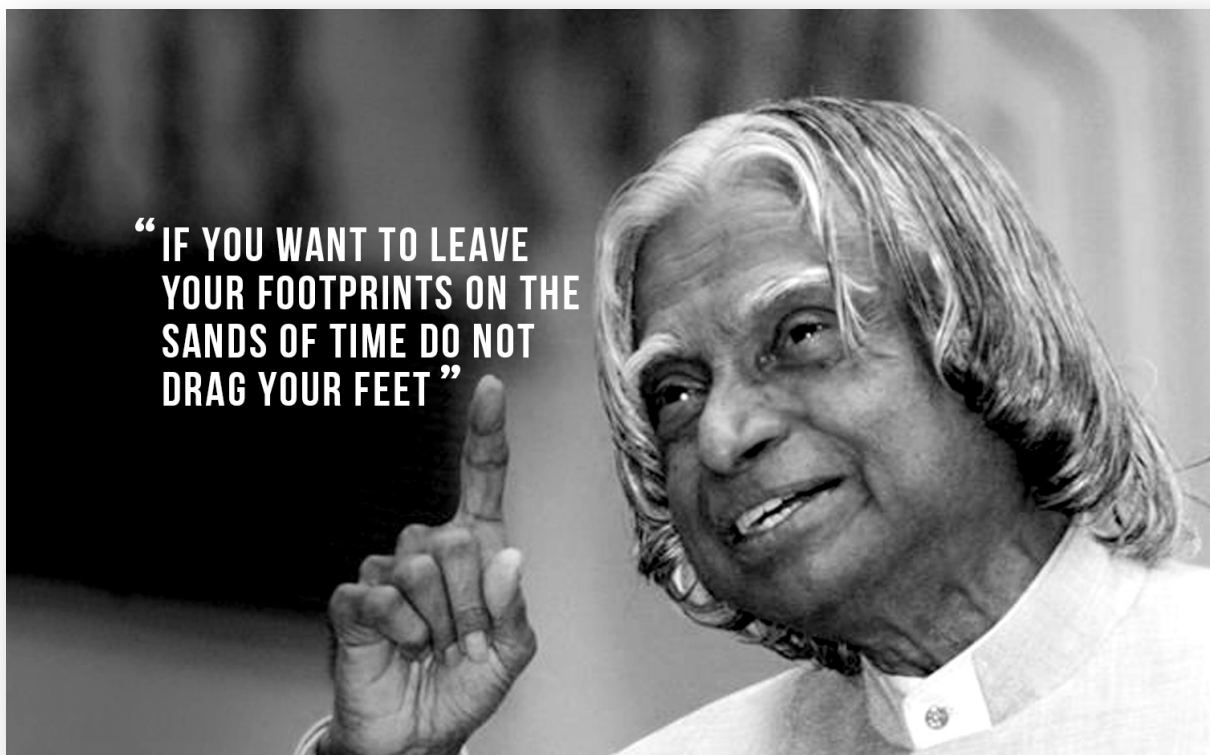 “IF YOU WANT TO LEAVE
YOUR FOOTPRINTS ON THE
SANDS OF TIME DO NOT
DRAG YOUR FEET”